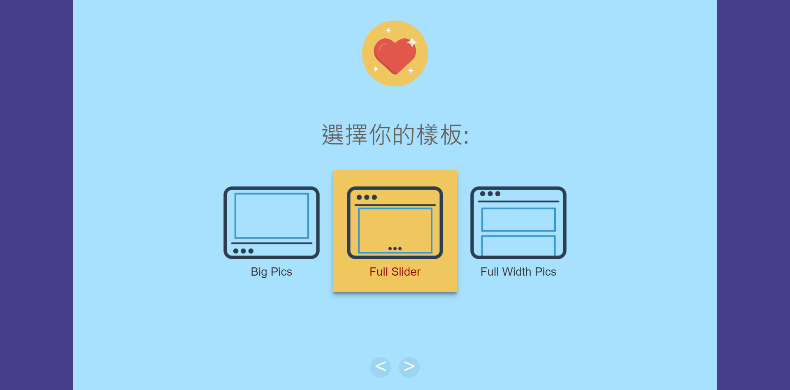 選擇你的樣板:
Big Pics
Full Slider
Full Width Pics
< >